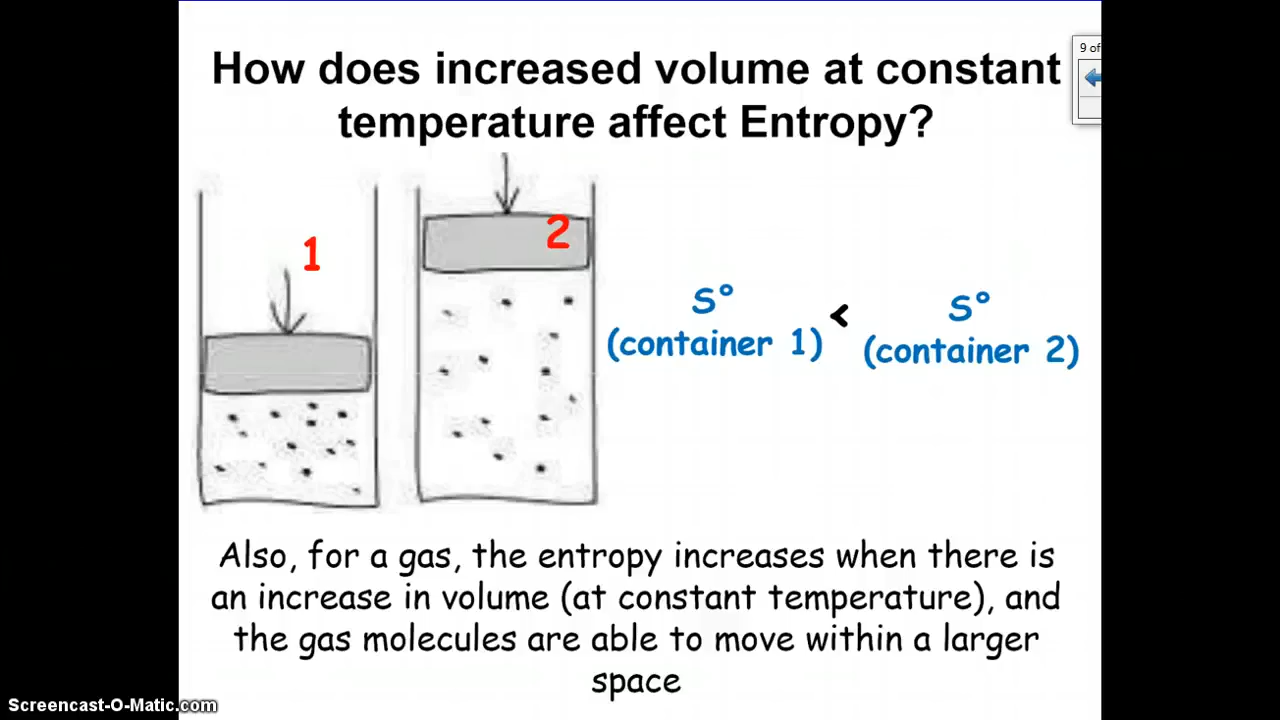 How does increased volume at constant
temperature affect Entropy?
9 of
1
2
S°
(container 1)
<
S°
(container 2)
Also, for a gas, the entropy increases when there is
an increase in volume (at constant temperature), and
the gas molecules are able to move within a larger
space
Screencast-O-Matic.com